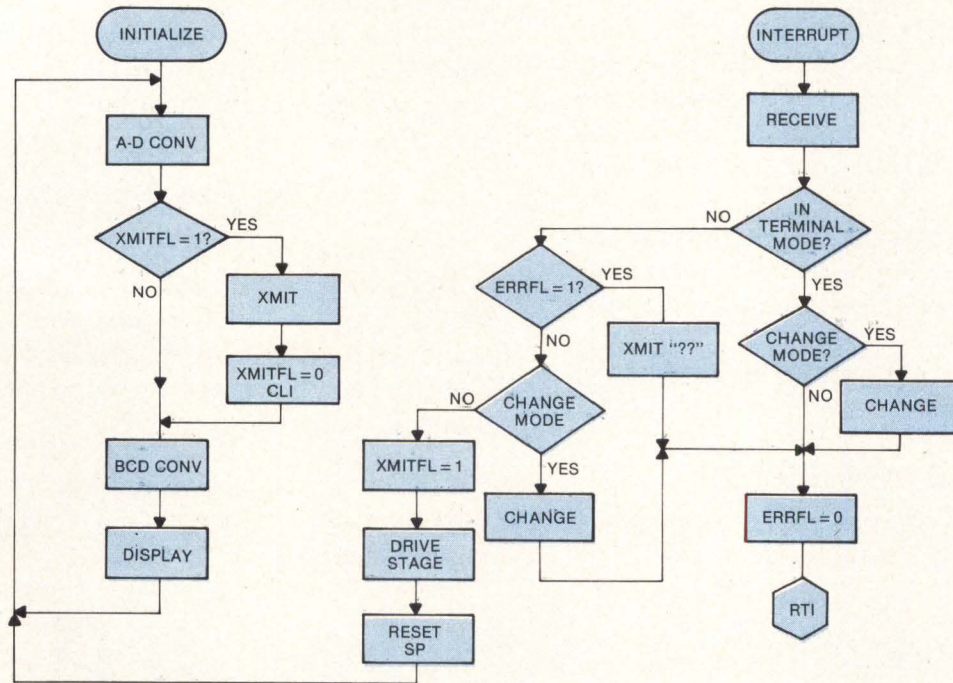 INITIALIZE
A-D CONV
XMITFL = 1?
YES
NO
XMIT
XMITFL = 0
CLI
BCD CONV
DISPLAY
INTERRUPT
RECEIVE
IN
TERMINAL
MODE?
NO
YES
ERRFL = 1?
YES
NO
XMIT "??"
CHANGE
MODE?
YES
NO
CHANGE
CHANGE
MODE
NO
YES
XMITFL = 1
CHANGE
DRIVE
STAGE
RESET
SP
ERRFL = 0
RTI